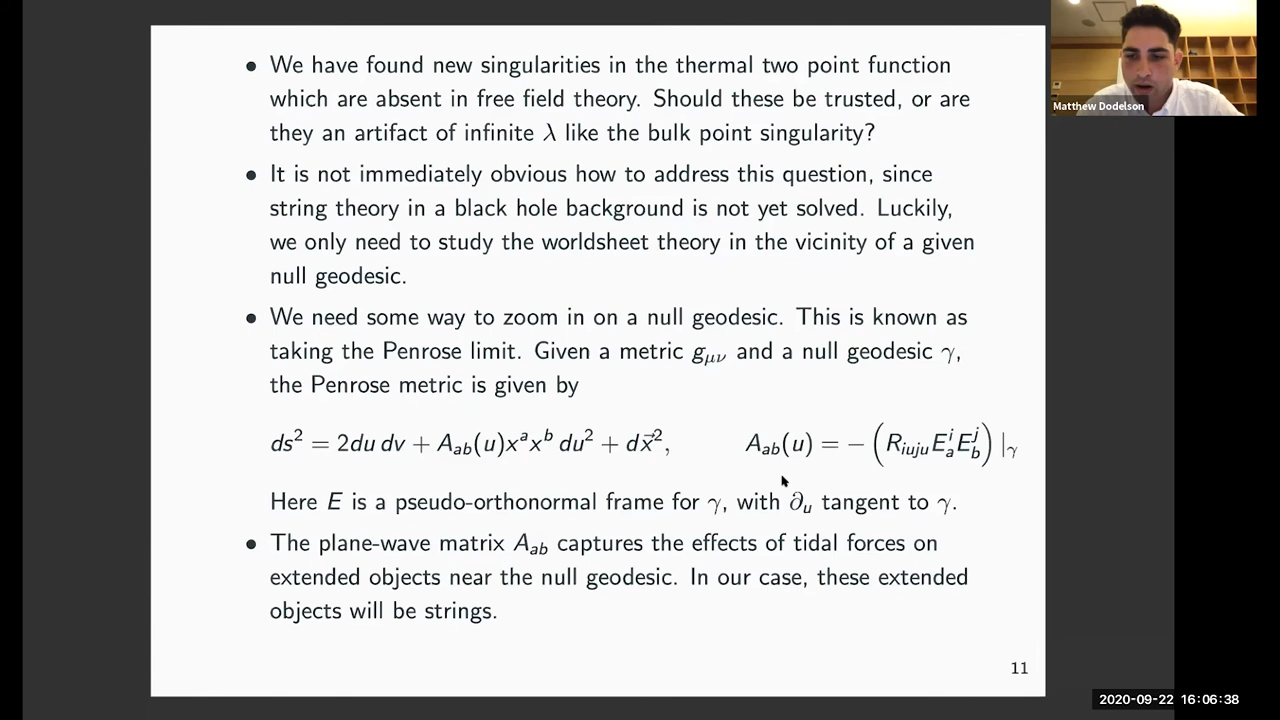 • We have found new singularities in the thermal two point function
which are absent in free field theory. Should these be trusted, or are
they an artifact of infinite λ like the bulk point singularity?
• It is not immediately obvious how to address this question, since
string theory in a black hole background is not yet solved. Luckily,
we only need to study the worldsheet theory in the vicinity of a given
null geodesic.
• We need some way to zoom in on a null geodesic. This is known as
taking the Penrose limit. Given a metric g_{μν} and a null geodesic γ,
the Penrose metric is given by
ds² = 2du dv + A_{ab}(u)x^a x^b du² + dx⃗², A_{ab}(u) = −(R_{iuju}E^i_a E^j_b)|_γ
Here E is a pseudo-orthonormal frame for γ, with ∂_u tangent to γ.
• The plane-wave matrix A_{ab} captures the effects of tidal forces on
extended objects near the null geodesic. In our case, these extended
objects will be strings.
11
Matthew Dodelson
2020-09-22 16:06:38